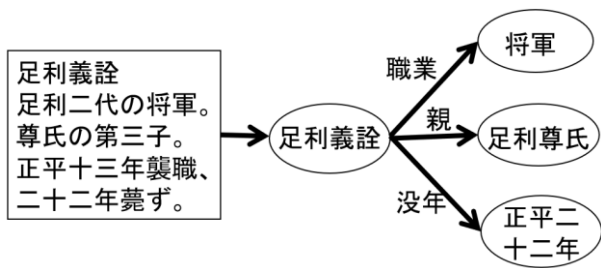 足利義詮
足利二代の将軍。
尊氏の第三子。
正平十三年襲職、
二十二年薨ず。
足利義詮
職業
将軍
親
足利尊氏
没年
正平二
十二年